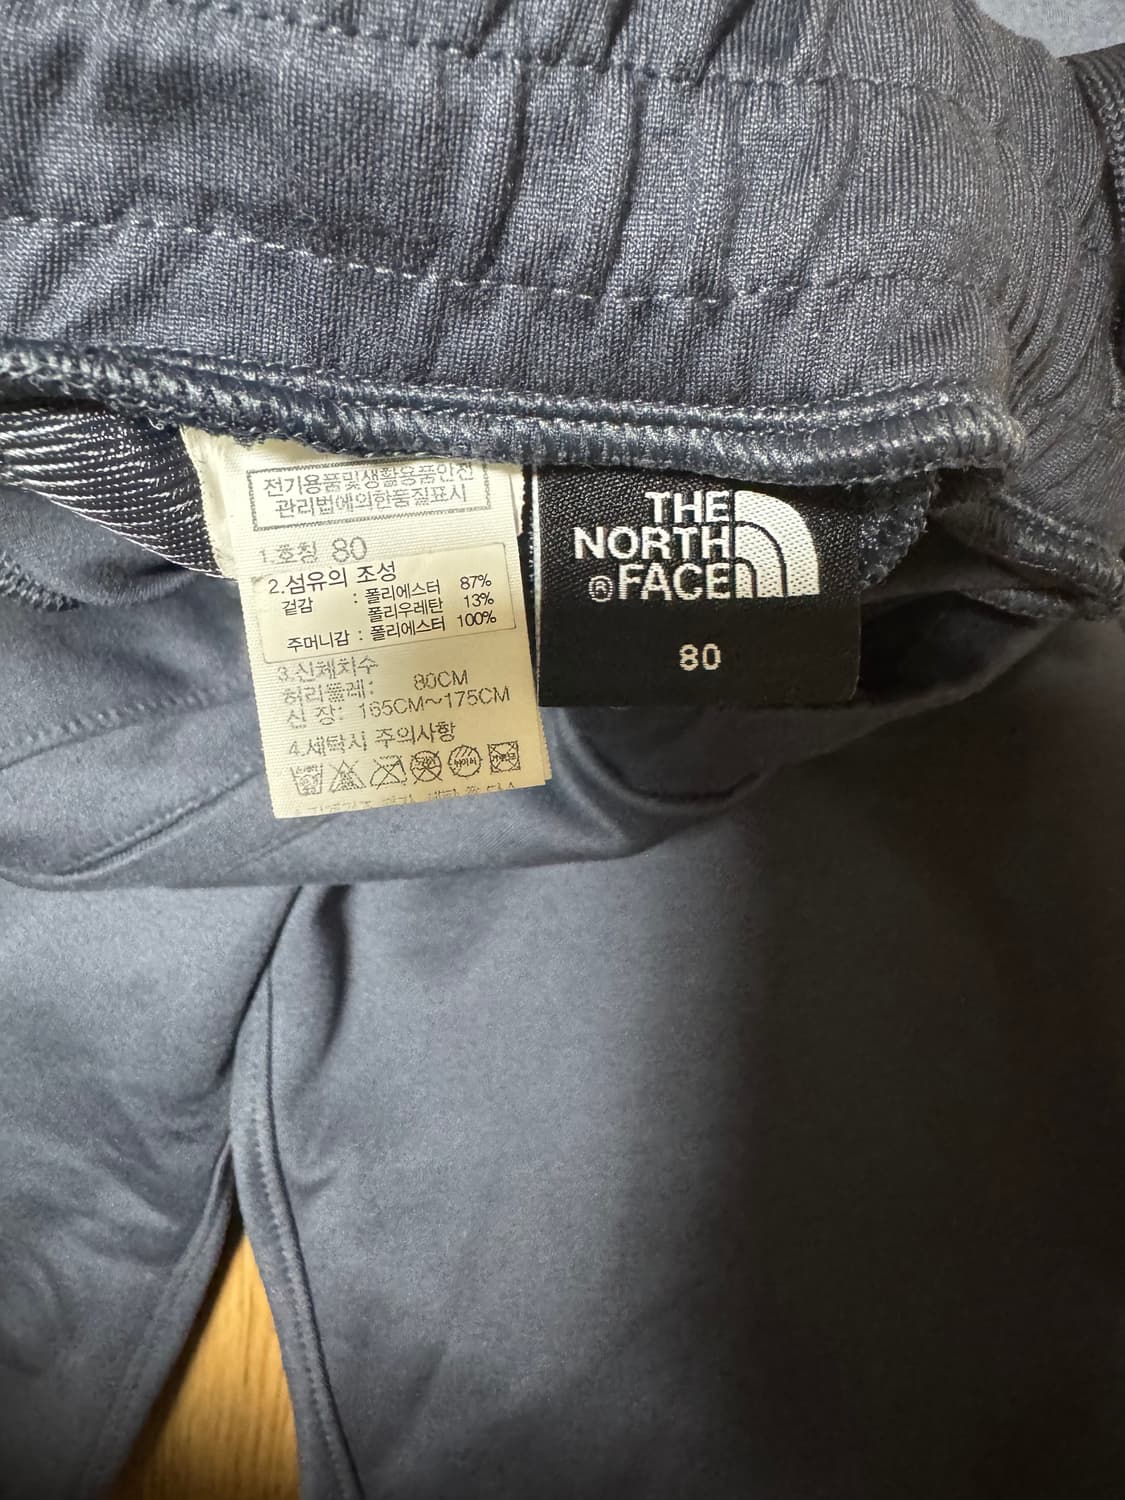 전기용품및생활용품안전
관리법에의한품질표시
1.호칭 80
2.섬유의 조성
겉감 : 폴리에스터 87%
폴리우레탄 13%
주머니감 : 폴리에스터 100%
3.신체치수
허리둘레: 80CM
신 장: 165CM~175CM
4.세탁시 주의사항
THE
NORTH
® FACE
80